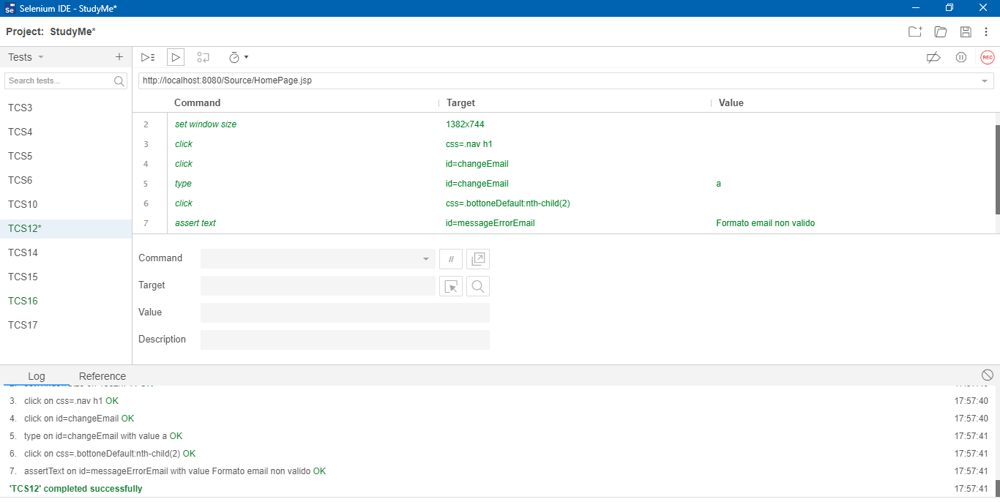 Selenium IDE - StudyMe*
Project: StudyMe*
Tests
REC
Search tests...
http://localhost:8080/Source/HomePage.jsp
Command Target Value
TCS3
TCS4
TCS5
TCS6
TCS10
TCS12*
TCS14
TCS15
TCS16
TCS17
2 set window size 1382x744
3 click css=.nav h1
4 click id=changeEmail
5 type id=changeEmail a
6 click css=.bottoneDefault:nth-child(2)
7 assert text id=messageErrorEmail Formato email non valido
Command //
Target
Value
Description
Log Reference
3. click on css=.nav h1 OK 17:57:40
4. click on id=changeEmail OK 17:57:40
5. type on id=changeEmail with value a OK 17:57:41
6. click on css=.bottoneDefault:nth-child(2) OK 17:57:41
7. assertText on id=messageErrorEmail with value Formato email non valido OK 17:57:41
'TCS12' completed successfully 17:57:41